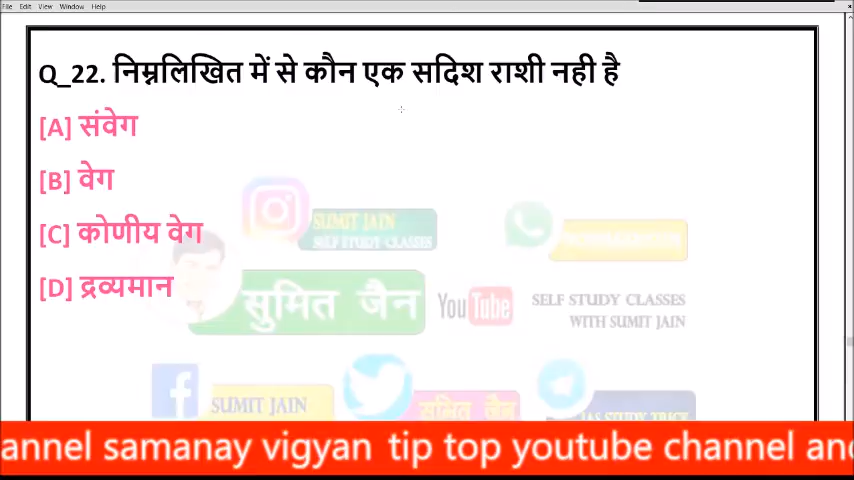 File Edit View Window Help
Q_22. निम्नलिखित में से कौन एक सदिश राशी नही है
[A] संवेग
[B] वेग
[C] कोणीय वेग
[D] द्रव्यमान
SUMIT JAIN
SELF STUDY CLASSES
सुमित जैन
YouTube
SELF STUDY CLASSES
WITH SUMIT JAIN
SUMIT JAIN
सुमित जैन
IAS STUDY TRICK
annel samanay vigyan tip top youtube channel and